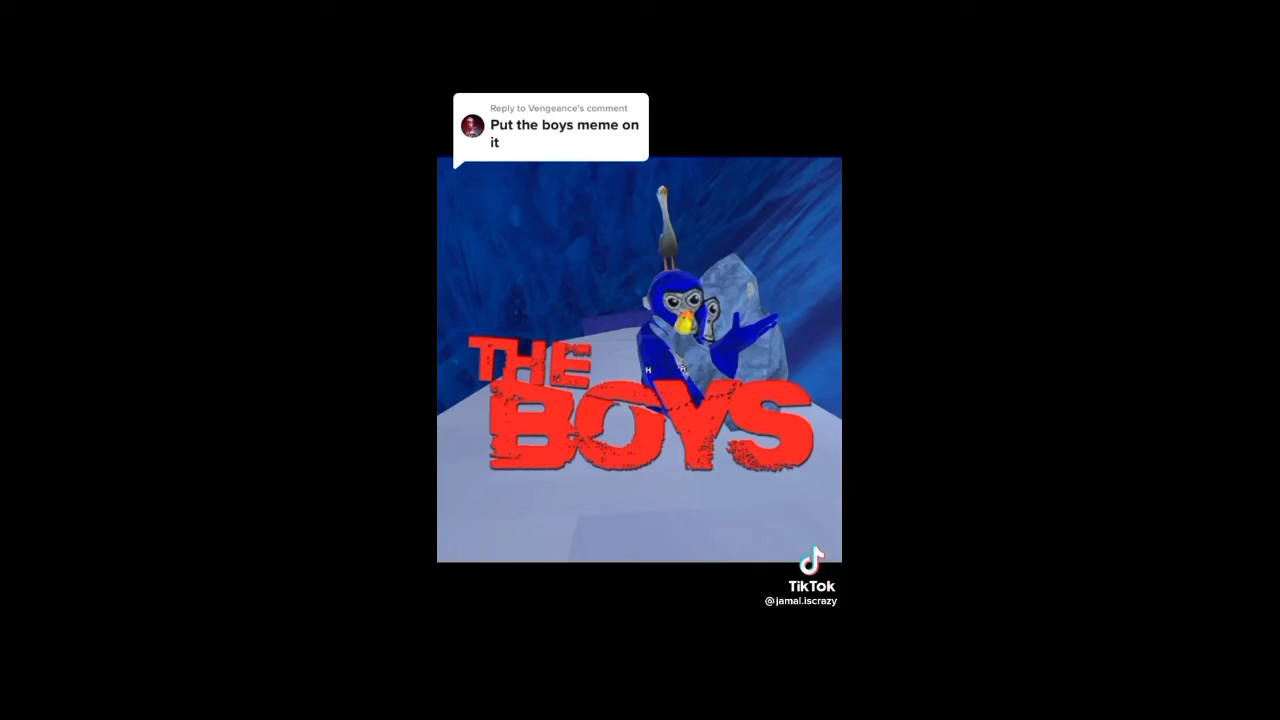 Reply to Vengeance's comment
Put the boys meme on
it
THE
BOYS
TikTok
@jamal.iscrazy